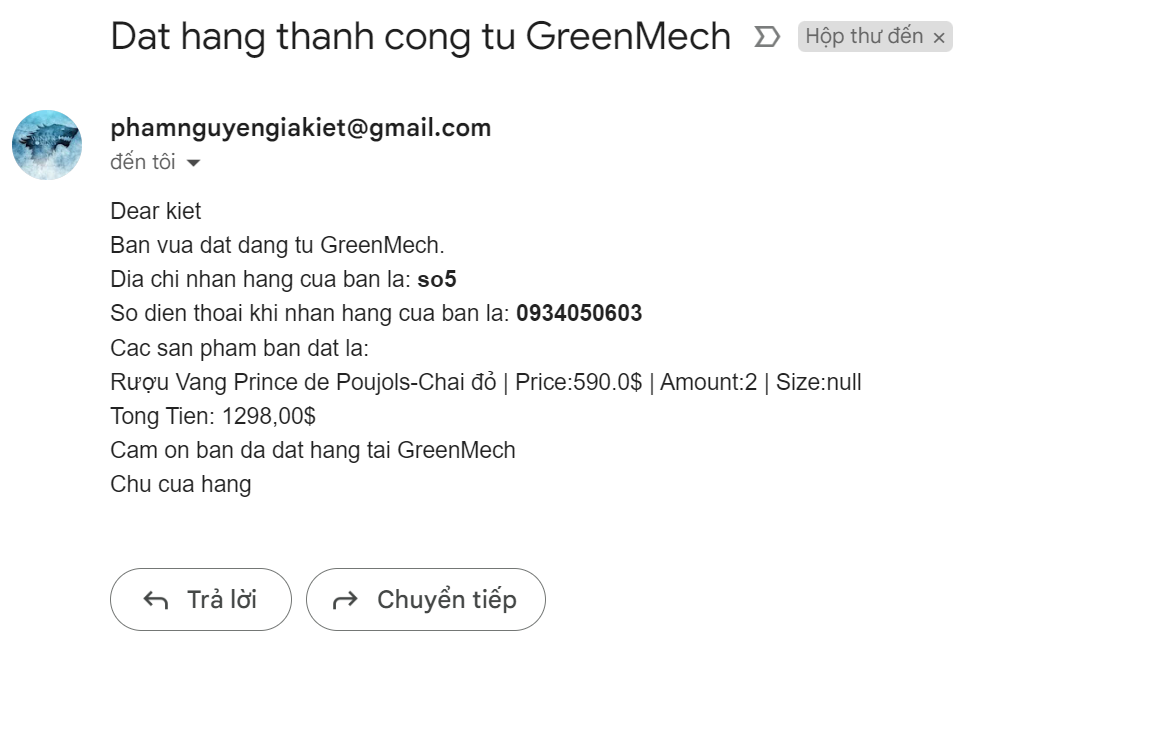 Dat hang thanh cong tu GreenMech
Hộp thư đến ×
phamnguyengiakiet@gmail.com
đến tôi
Dear kiet
Ban vua dat dang tu GreenMech.
Dia chi nhan hang cua ban la: so5
So dien thoai khi nhan hang cua ban la: 0934050603
Cac san pham ban dat la:
Rượu Vang Prince de Poujols-Chai đỏ | Price:590.0$ | Amount:2 | Size:null
Tong Tien: 1298,00$
Cam on ban da dat hang tai GreenMech
Chu cua hang
Trả lời
Chuyển tiếp